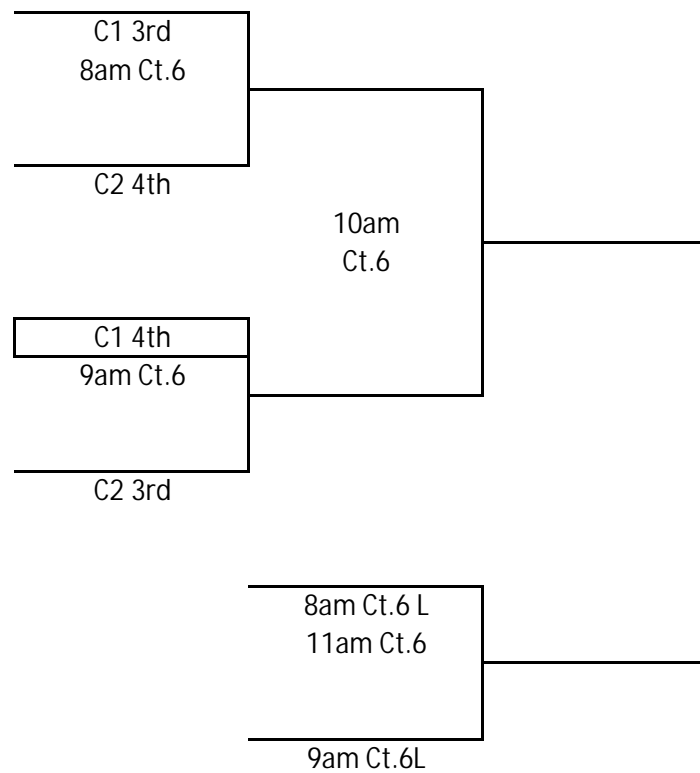 C1 3rd
8am Ct.6
C2 4th
10am
Ct.6
C1 4th
9am Ct.6
C2 3rd
8am Ct.6 L
11am Ct.6
9am Ct.6L